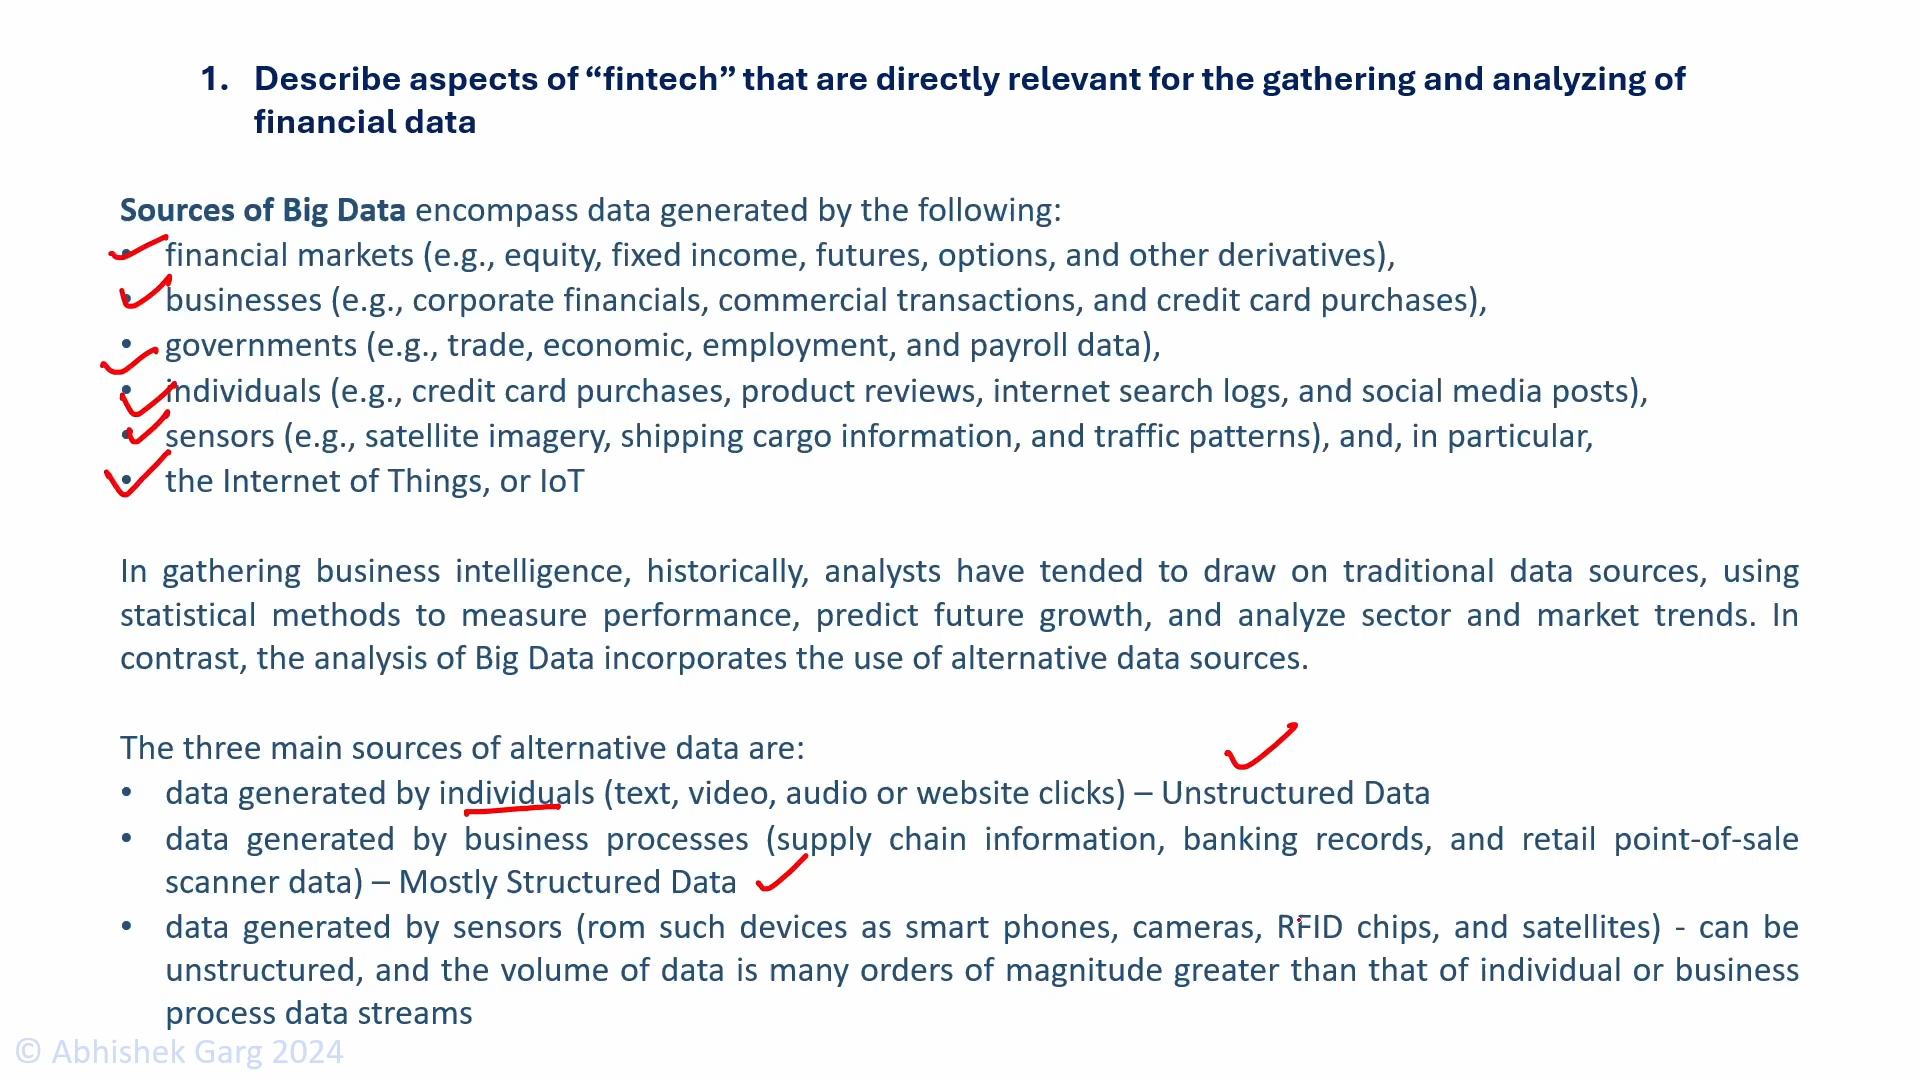 1. Describe aspects of “fintech” that are directly relevant for the gathering and analyzing of
financial data
Sources of Big Data encompass data generated by the following:
• financial markets (e.g., equity, fixed income, futures, options, and other derivatives),
• businesses (e.g., corporate financials, commercial transactions, and credit card purchases),
• governments (e.g., trade, economic, employment, and payroll data),
• individuals (e.g., credit card purchases, product reviews, internet search logs, and social media posts),
• sensors (e.g., satellite imagery, shipping cargo information, and traffic patterns), and, in particular,
• the Internet of Things, or IoT
In gathering business intelligence, historically, analysts have tended to draw on traditional data sources, using
statistical methods to measure performance, predict future growth, and analyze sector and market trends. In
contrast, the analysis of Big Data incorporates the use of alternative data sources.
The three main sources of alternative data are:
• data generated by individuals (text, video, audio or website clicks) – Unstructured Data
• data generated by business processes (supply chain information, banking records, and retail point-of-sale
scanner data) – Mostly Structured Data
• data generated by sensors (rom such devices as smart phones, cameras, RFID chips, and satellites) - can be
unstructured, and the volume of data is many orders of magnitude greater than that of individual or business
process data streams
© Abhishek Garg 2024